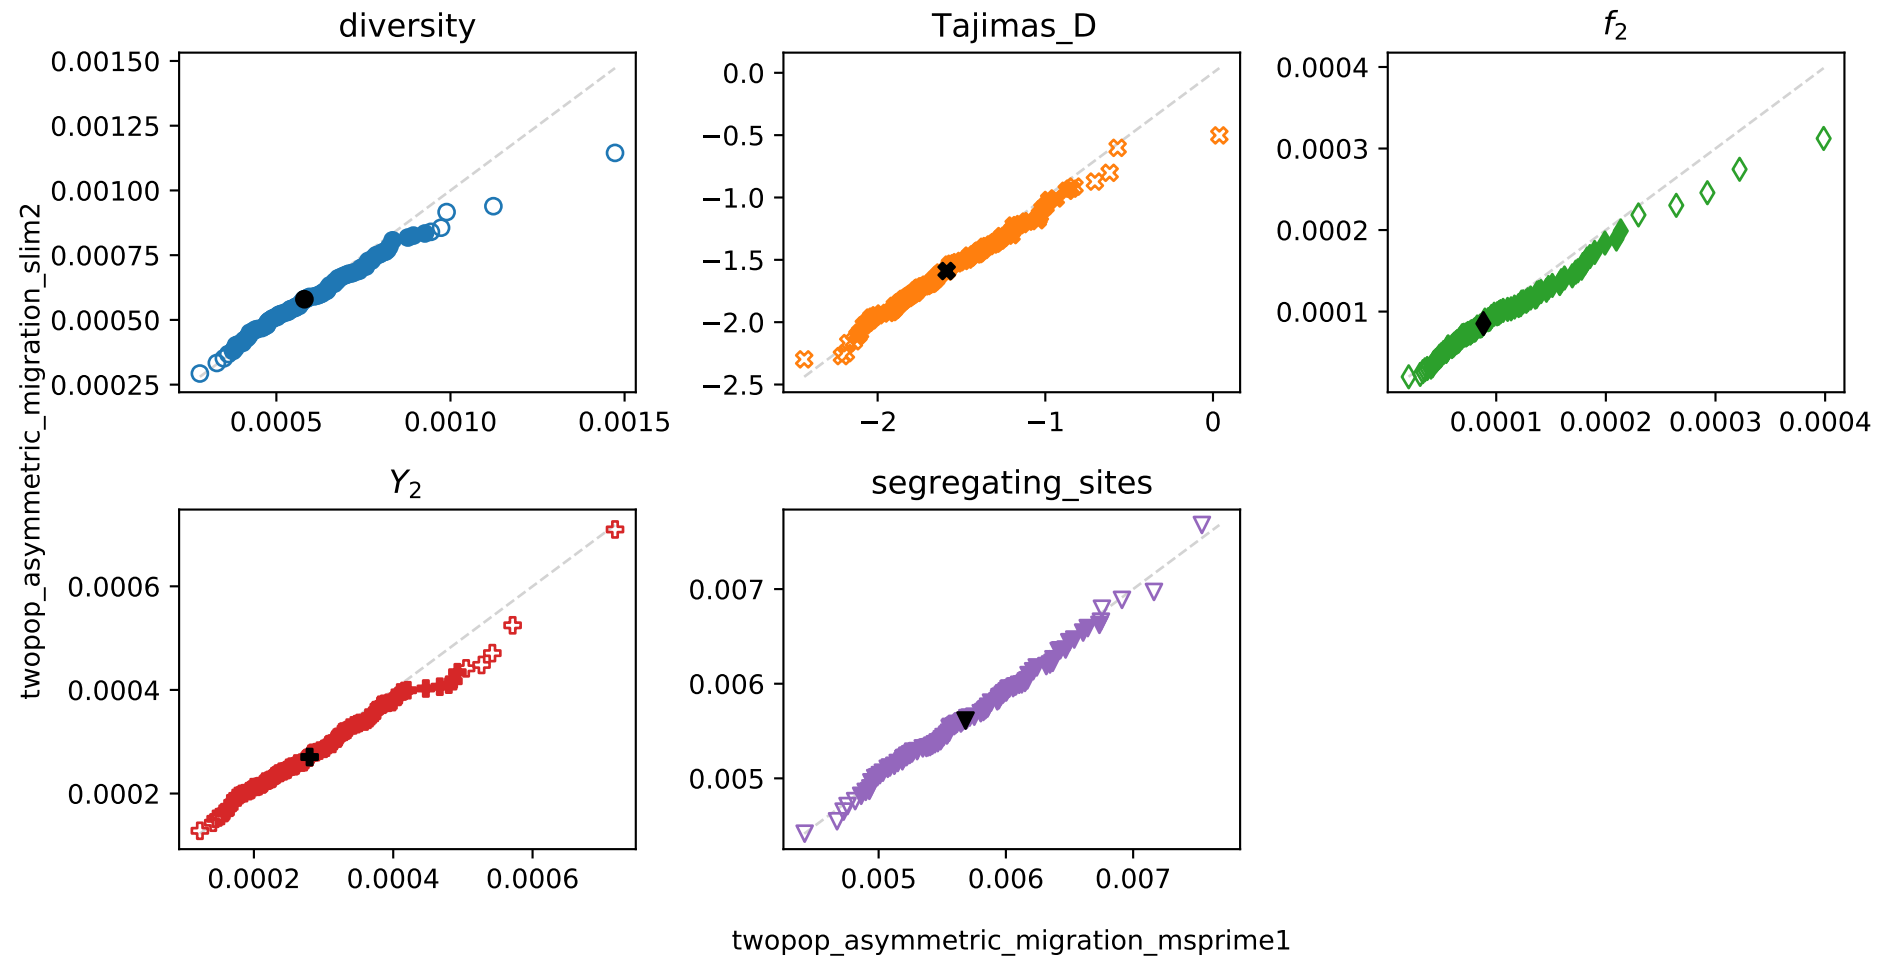 diversity
0.00150
0.00125
0.00100
0.00075
0.00050
0.00025
0.0005 0.0010 0.0015
Tajimas_D
0.0
−0.5
−1.0
−1.5
−2.0
−2.5
−2 −1 0
f2
0.0004
0.0003
0.0002
0.0001
0.0001 0.0002 0.0003 0.0004
twopop_asymmetric_migration_slim2
Y2
0.0006
0.0004
0.0002
0.0002 0.0004 0.0006
segregating_sites
0.007
0.006
0.005
0.005 0.006 0.007
twopop_asymmetric_migration_msprime1